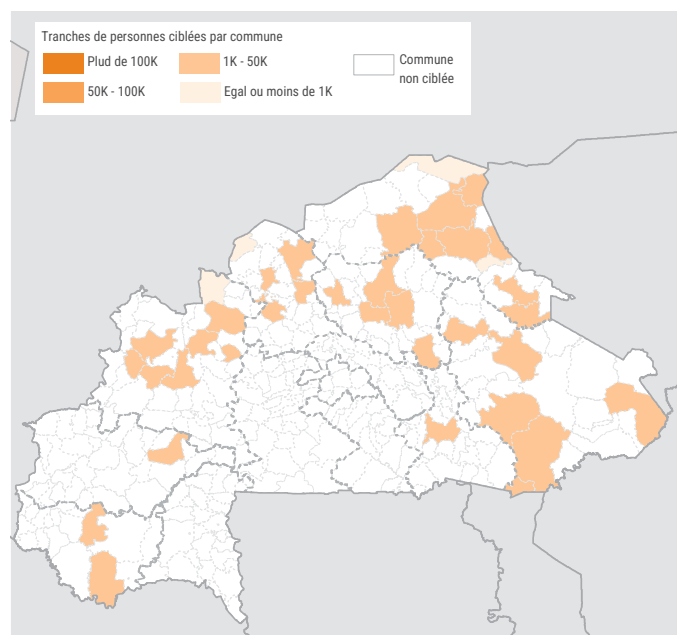 Tranches de personnes ciblées par commune
Plud de 100K
1K - 50K
Commune
non ciblée
50K - 100K
Egal ou moins de 1K